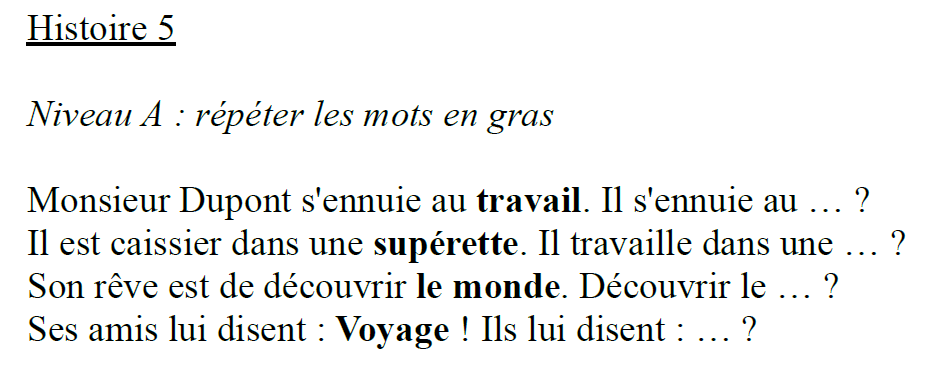 Histoire 5
Niveau A : répéter les mots en gras
Monsieur Dupont s'ennuie au travail. Il s'ennuie au … ?
Il est caissier dans une supérette. Il travaille dans une … ?
Son rêve est de découvrir le monde. Découvrir le … ?
Ses amis lui disent : Voyage ! Ils lui disent : … ?